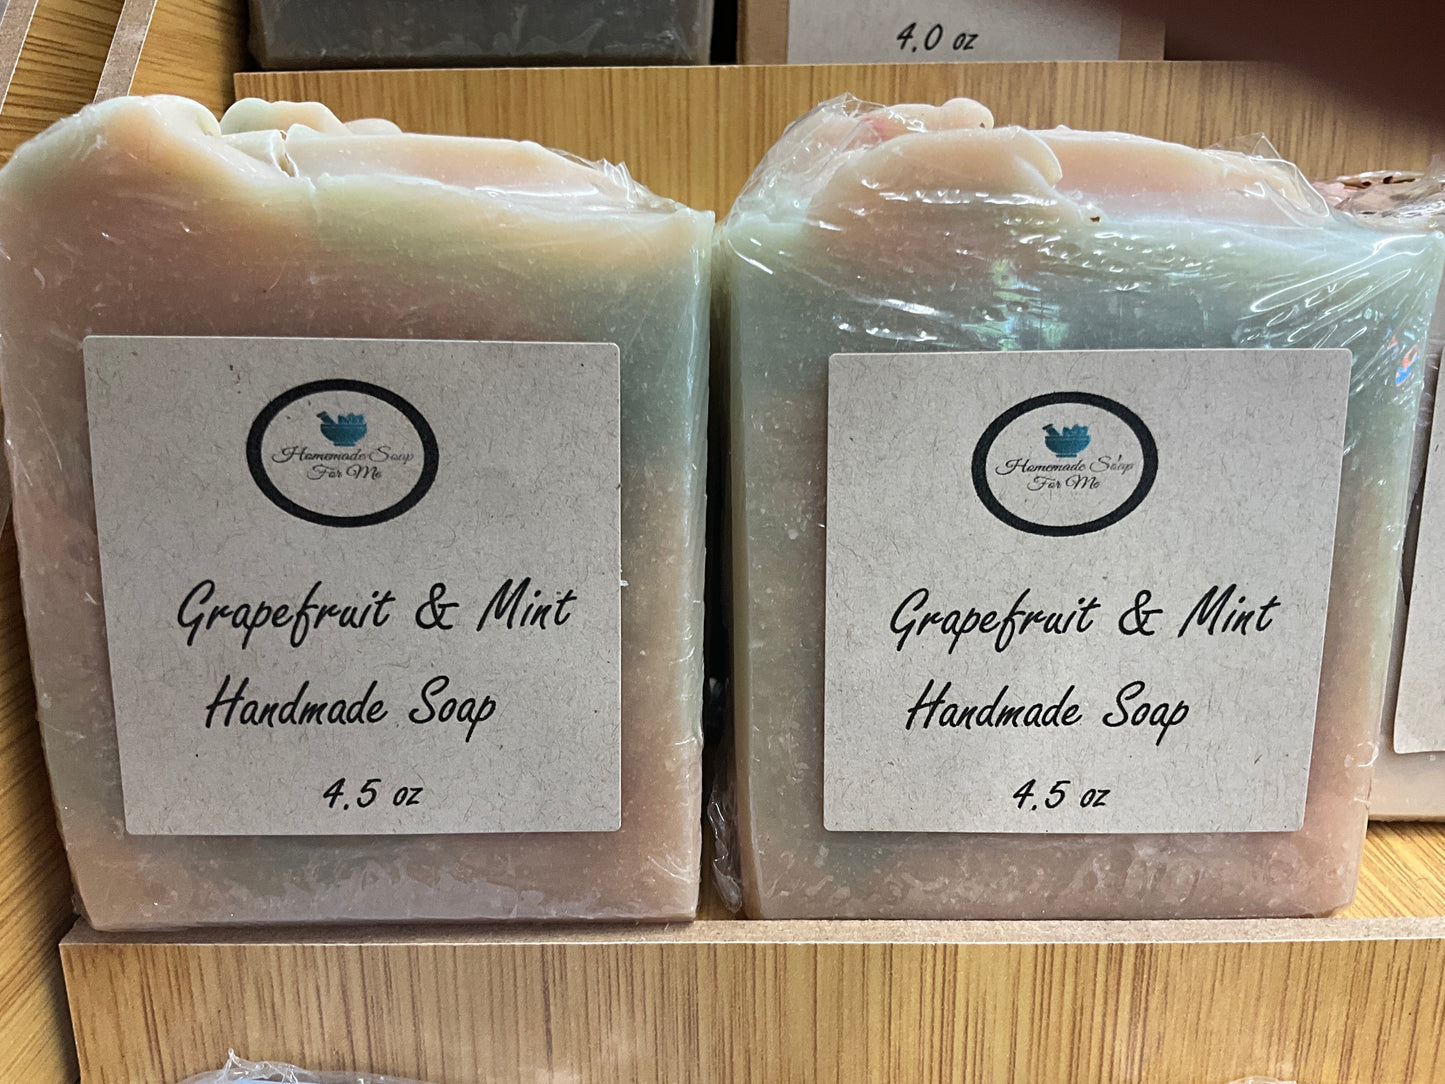 4.0 oz
Homemade Soap
For Me
Grapefruit & Mint
Handmade Soap
4.5 oz
Homemade Soap
For Me
Grapefruit & Mint
Handmade Soap
4.5 oz